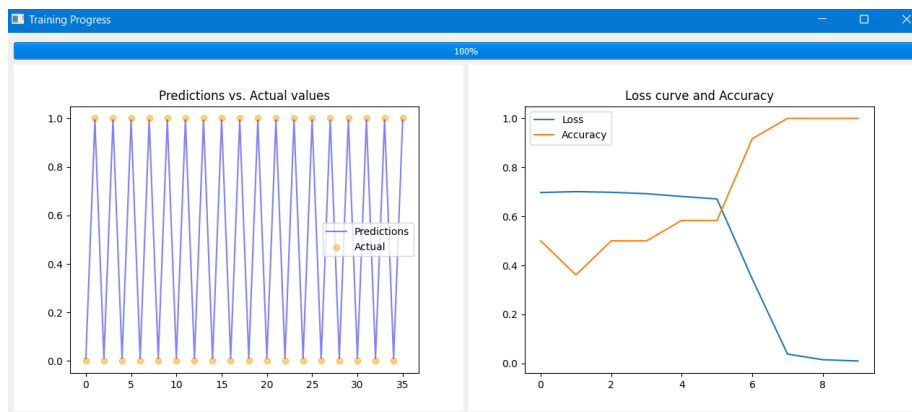 Training Progress
100%
Predictions vs. Actual values
1.0
0.8
0.6
0.4
0.2
0.0
Predictions
Actual
0 5 10 15 20 25 30 35
Loss curve and Accuracy
Loss
Accuracy
1.0
0.8
0.6
0.4
0.2
0.0
0 2 4 6 8